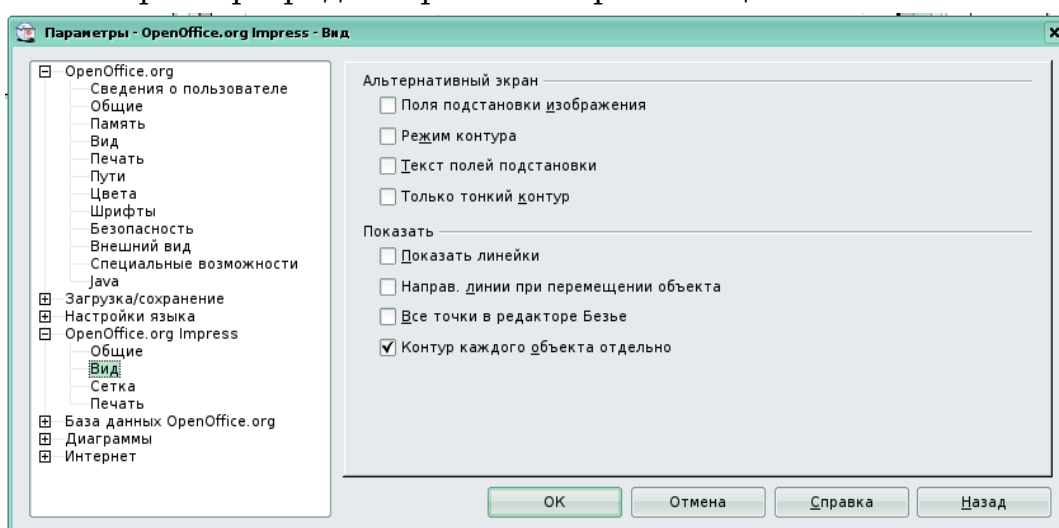 Параметры - OpenOffice.org Impress - Вид
OpenOffice.org
Сведения о пользователе
Общие
Память
Вид
Печать
Пути
Цвета
Шрифты
Безопасность
Внешний вид
Специальные возможности
Java
Загрузка/сохранение
Настройки языка
OpenOffice.org Impress
Общие
Вид
Сетка
Печать
База данных OpenOffice.org
Диаграммы
Интернет
Альтернативный экран
Поля подстановки изображения
Режим контура
Текст полей подстановки
Только тонкий контур
Показать
Показать линейки
Направ. линии при перемещении объекта
Все точки в редакторе Безье
Контур каждого объекта отдельно
OK
Отмена
Справка
Назад